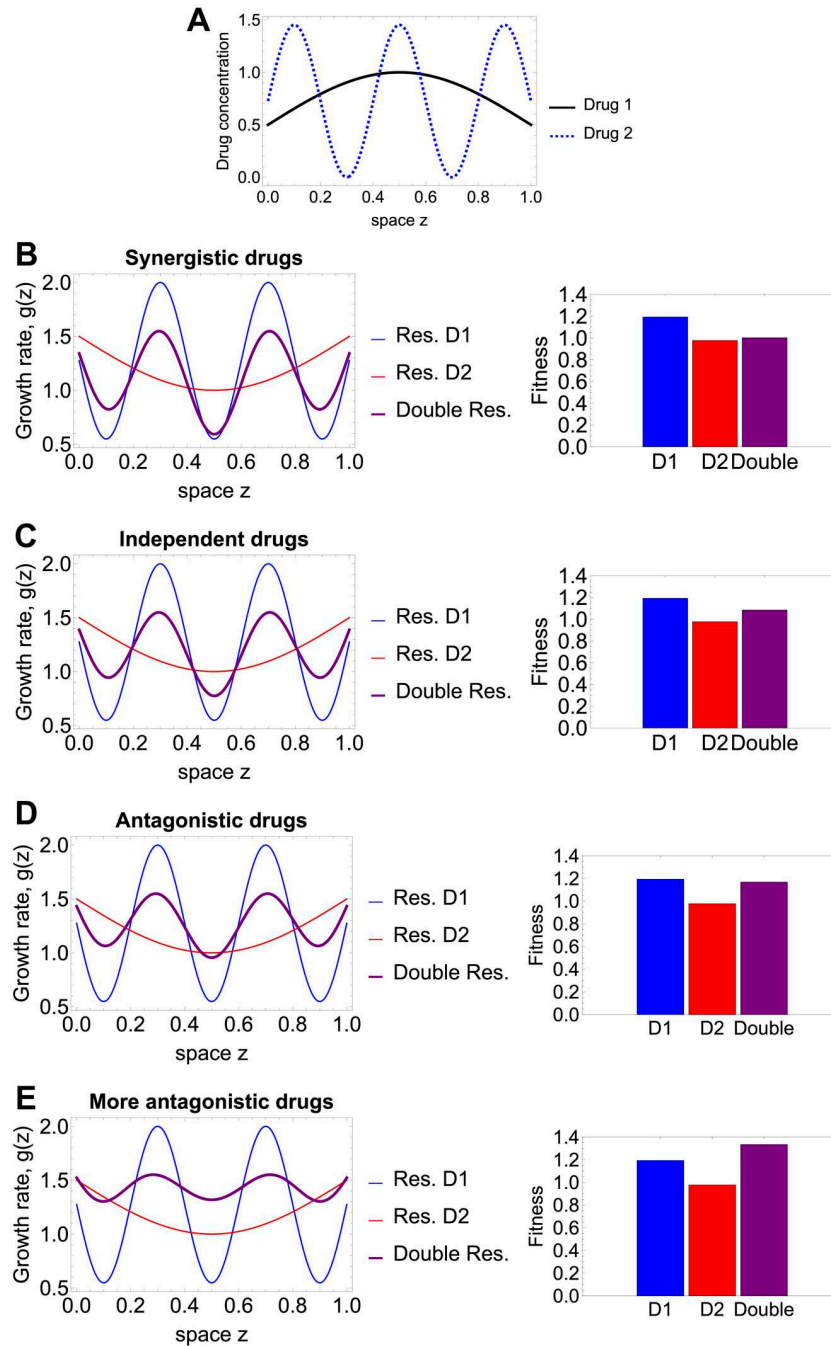 A
Drug concentration
1.5
1.0
0.5
0.0
0.0 0.2 0.4 0.6 0.8 1.0
space z
Drug 1
Drug 2
B
Synergistic drugs
Growth rate, g(z)
2.0
1.5
1.0
0.5
0.0 0.2 0.4 0.6 0.8 1.0
space z
Res. D1
Res. D2
Double Res.
Fitness
1.4
1.2
1.0
0.8
0.6
0.4
0.2
0.0
D1 D2 Double
C
Independent drugs
Growth rate, g(z)
2.0
1.5
1.0
0.5
0.0 0.2 0.4 0.6 0.8 1.0
space z
Res. D1
Res. D2
Double Res.
Fitness
1.4
1.2
1.0
0.8
0.6
0.4
0.2
0.0
D1 D2 Double
D
Antagonistic drugs
Growth rate, g(z)
2.0
1.5
1.0
0.5
0.0 0.2 0.4 0.6 0.8 1.0
space z
Res. D1
Res. D2
Double Res.
Fitness
1.4
1.2
1.0
0.8
0.6
0.4
0.2
0.0
D1 D2 Double
E
More antagonistic drugs
Growth rate, g(z)
2.0
1.5
1.0
0.5
0.0 0.2 0.4 0.6 0.8 1.0
space z
Res. D1
Res. D2
Double Res.
Fitness
1.4
1.2
1.0
0.8
0.6
0.4
0.2
0.0
D1 D2 Double